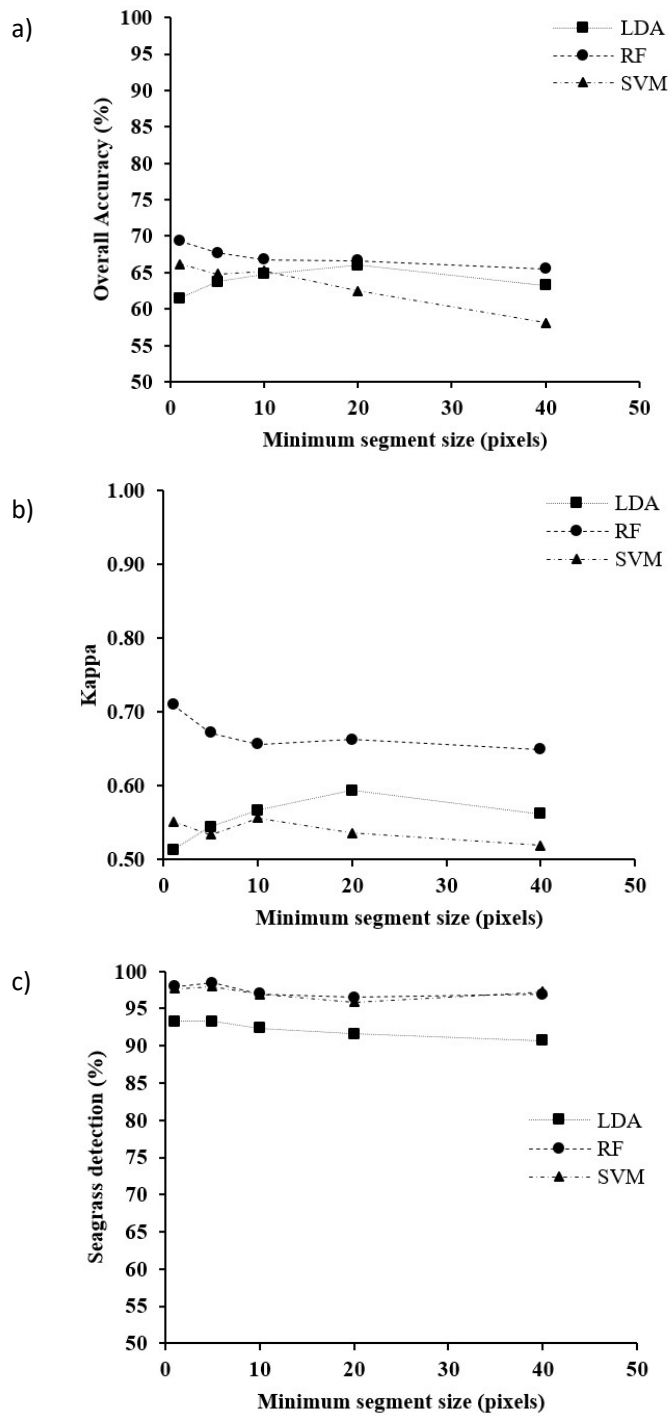 a)
Overall Accuracy (%)
100
95
90
85
80
75
70
65
60
55
50
0 10 20 30 40 50
Minimum segment size (pixels)
LDA
RF
SVM
b)
Kappa
1.00
0.90
0.80
0.70
0.60
0.50
0 10 20 30 40 50
Minimum segment size (pixels)
LDA
RF
SVM
c)
Seagrass detection (%)
100
95
90
85
80
75
70
65
60
55
50
0 10 20 30 40 50
Minimum segment size (pixels)
LDA
RF
SVM